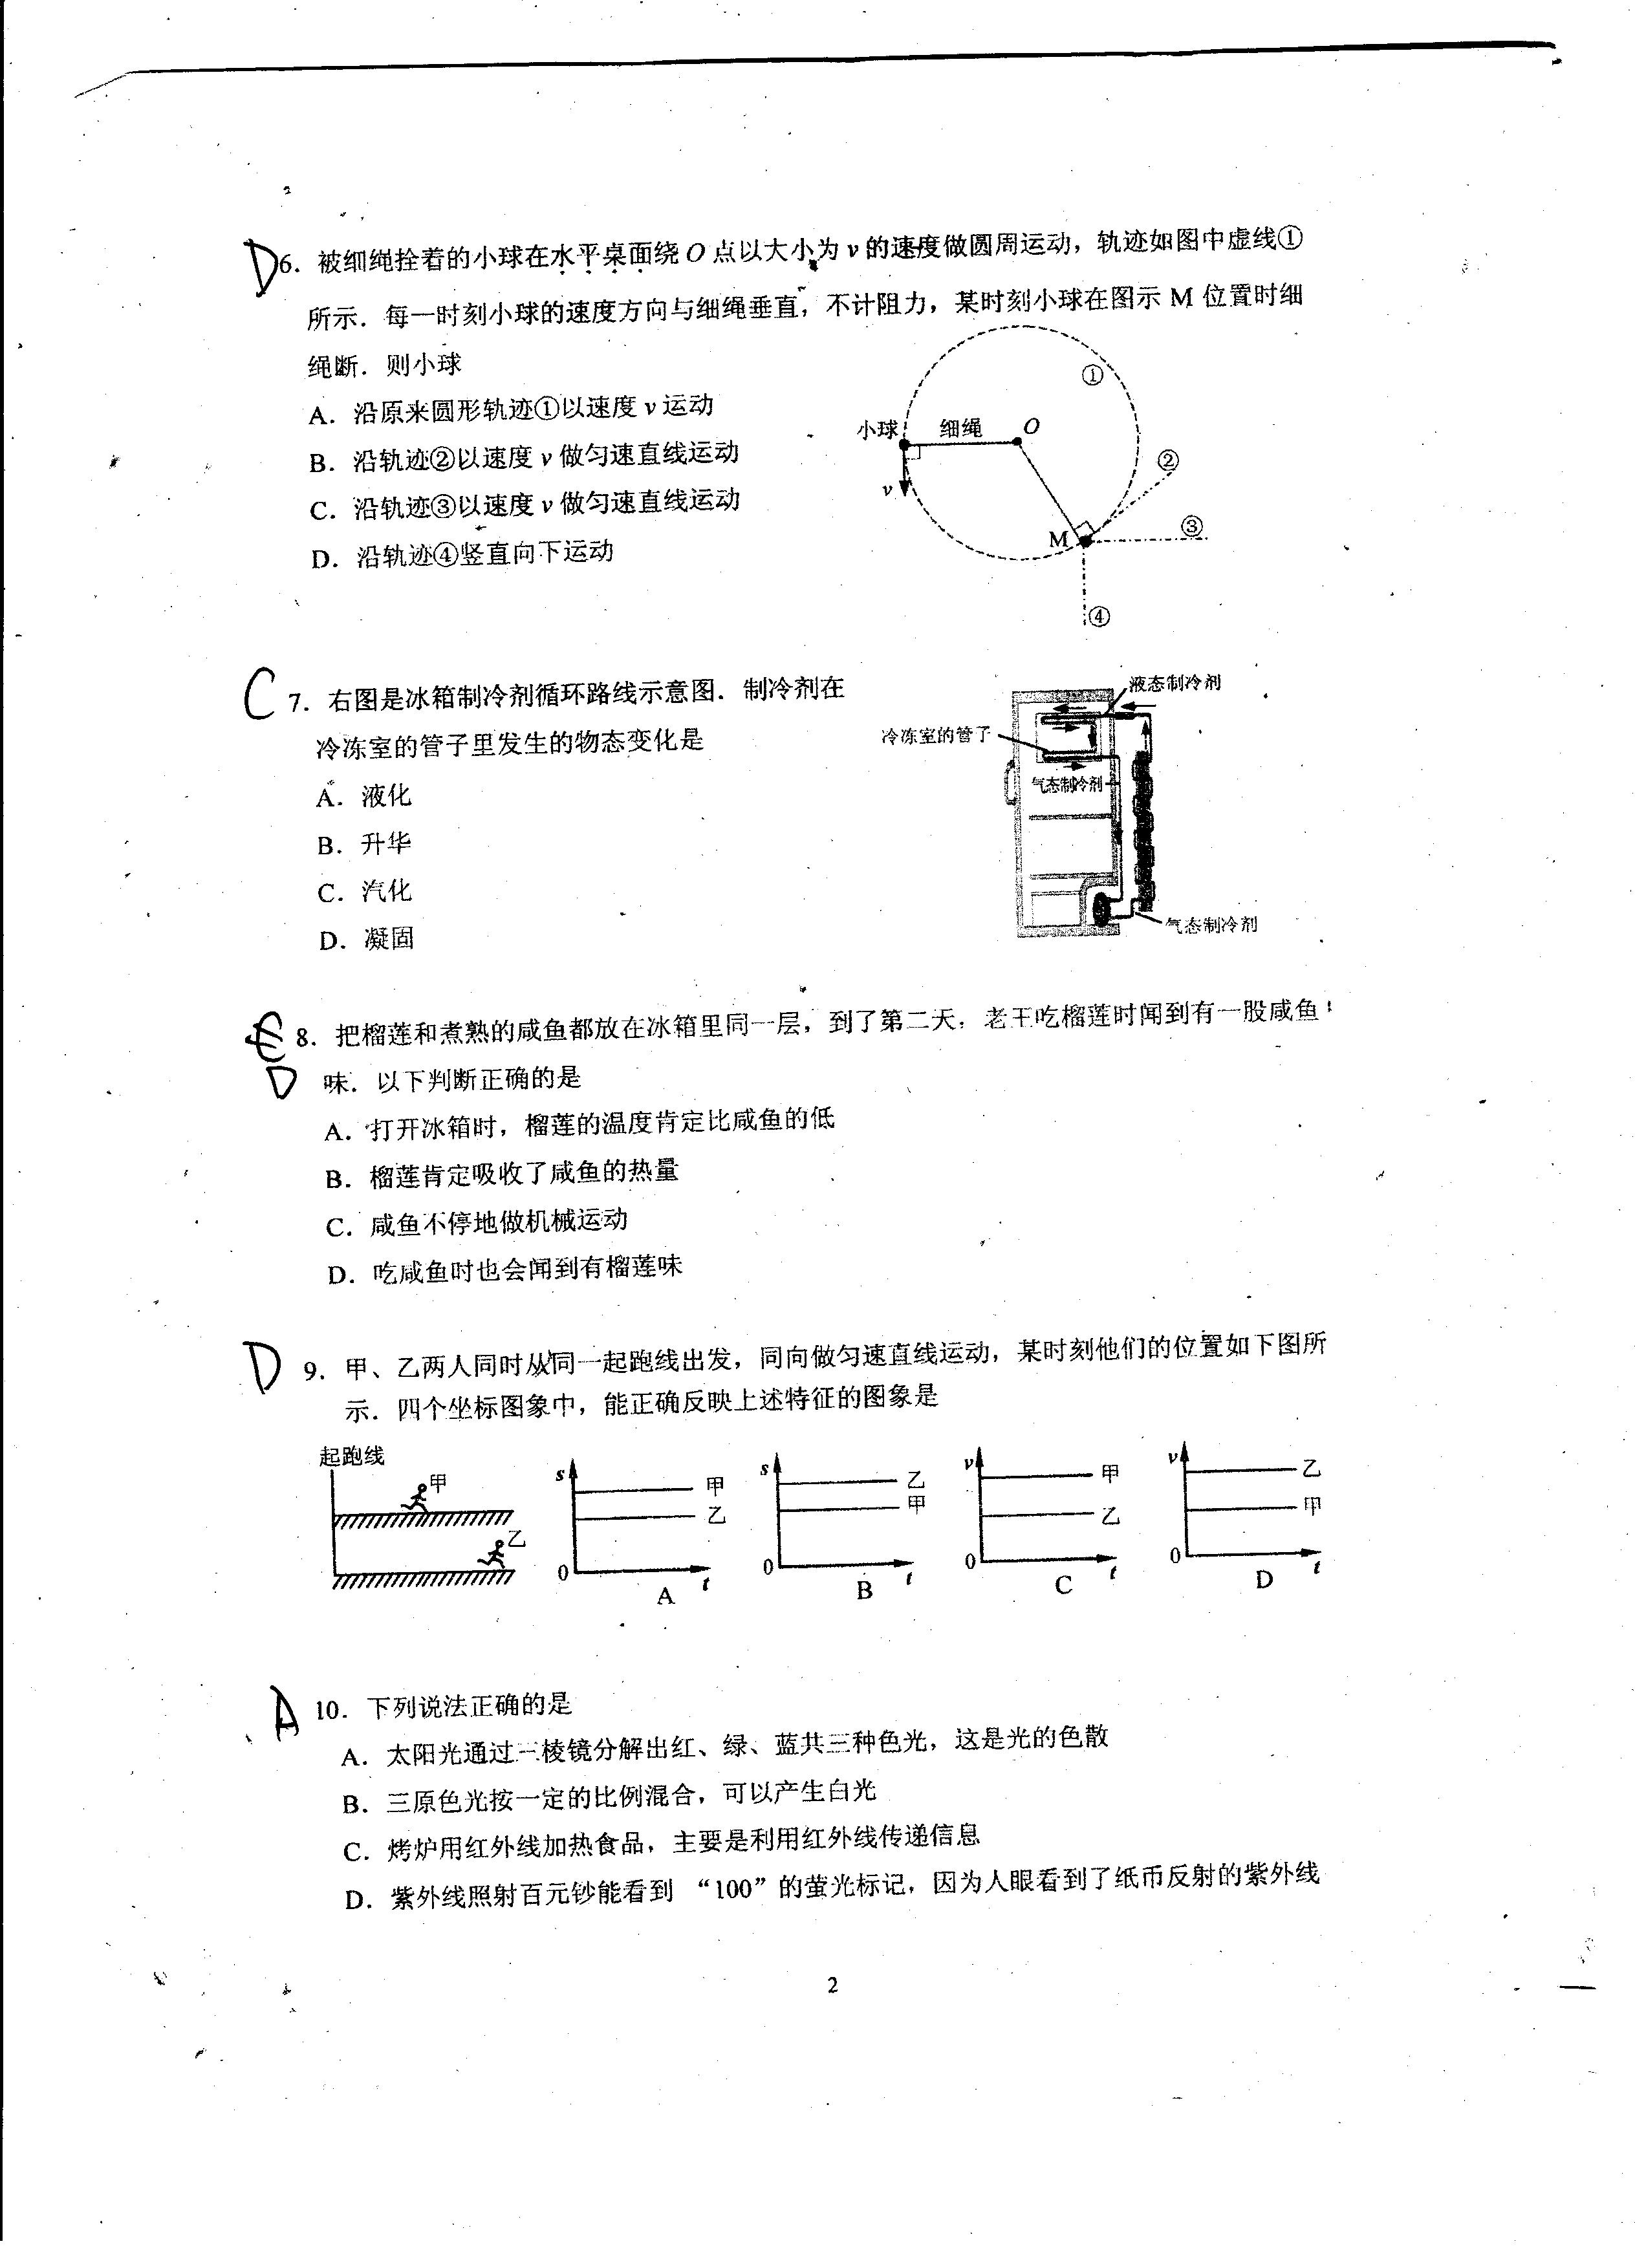 D 6．被细绳拴着的小球在水平桌面绕 O 点以大小为 v 的速度做圆周运动，轨迹如图中虚线①
所示．每一时刻小球的速度方向与细绳垂直，不计阻力，某时刻小球在图示 M 位置时细
绳断．则小球
A．沿原来圆形轨迹①以速度 v 运动
B．沿轨迹②以速度 v 做匀速直线运动
C．沿轨迹③以速度 v 做匀速直线运动
D．沿轨迹④竖直向下运动
①
小球 细绳 O
②
v
M ③
④
C 7．右图是冰箱制冷剂循环路线示意图．制冷剂在
冷冻室的管子里发生的物态变化是
A．液化
B．升华
C．汽化
D．凝固
液态制冷剂
冷冻室的管子
气态制冷剂
气态制冷剂
8．把榴莲和煮熟的咸鱼都放在冰箱里同一层，到了第二天，老王吃榴莲时闻到有一股咸鱼
D 味．以下判断正确的是
A．打开冰箱时，榴莲的温度肯定比咸鱼的低
B．榴莲肯定吸收了咸鱼的热量
C．咸鱼不停地做机械运动
D．吃咸鱼时也会闻到有榴莲味
D 9．甲、乙两人同时从同一起跑线出发，同向做匀速直线运动，某时刻他们的位置如下图所
示．四个坐标图象中，能正确反映上述特征的图象是
起跑线
甲
乙
s 甲 乙 0 t A
s 乙 甲 0 t B
v 甲 乙 0 t C
v 乙 甲 0 t D
A 10．下列说法正确的是
A．太阳光通过三棱镜分解出红、绿、蓝共三种色光，这是光的色散
B．三原色光按一定的比例混合，可以产生白光
C．烤炉用红外线加热食品，主要是利用红外线传递信息
D．紫外线照射百元钞能看到 “100”的萤光标记，因为人眼看到了纸币反射的紫外线
2